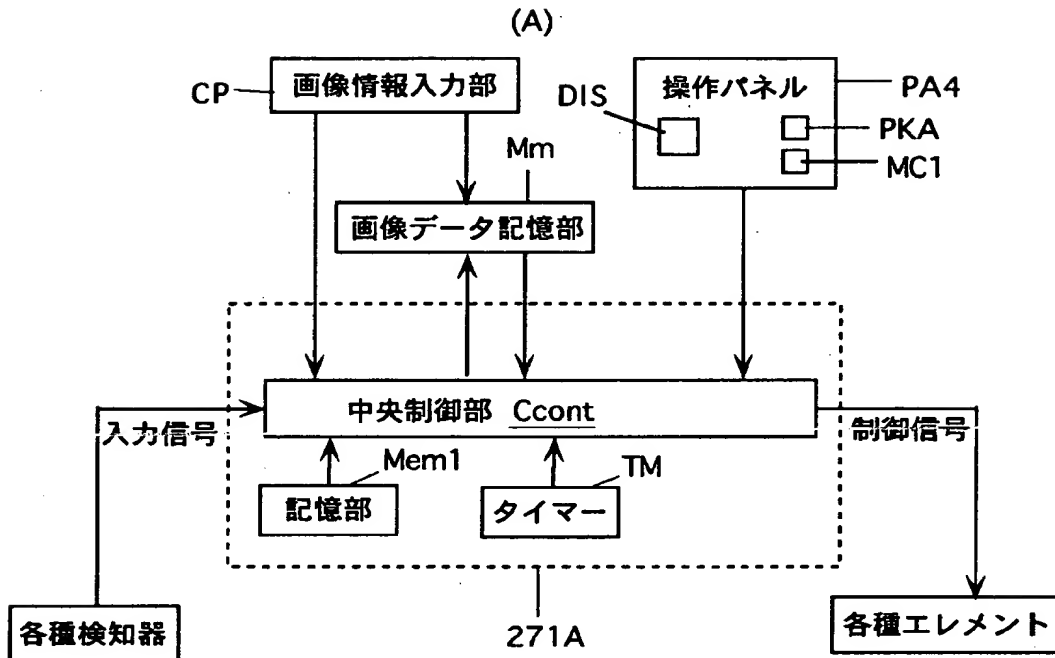 (A)
CP
画像情報入力部
操作パネル
PA4
DIS
PKA
MC1
Mm
画像データ記憶部
中央制御部 Ccont
入力信号
制御信号
Mem1
TM
記憶部
タイマー
各種検知器
271A
各種エレメント